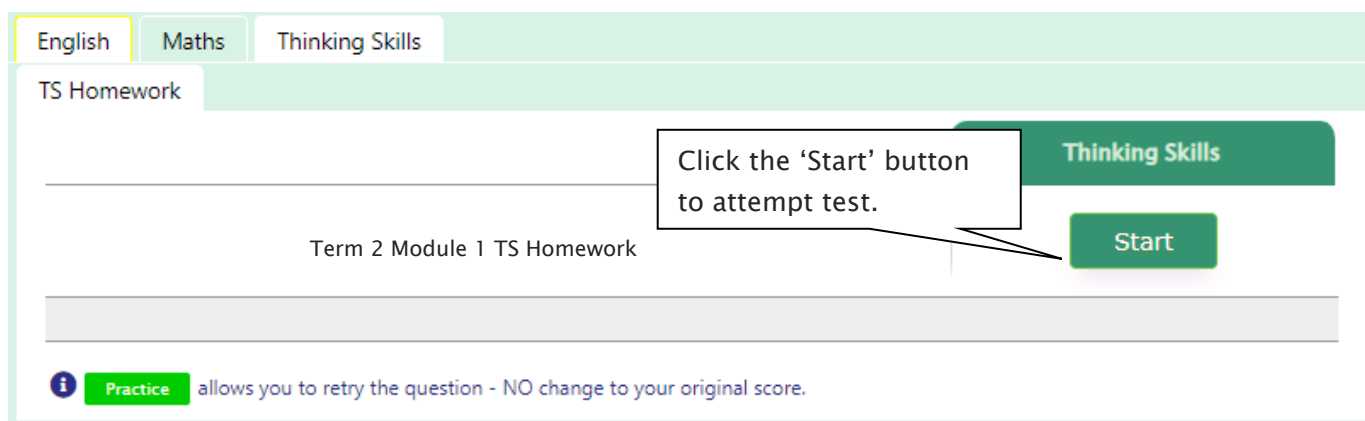 English Maths Thinking Skills
TS Homework
Thinking Skills
Click the ‘Start’ button
to attempt test.
Term 2 Module 1 TS Homework
Start
Practice allows you to retry the question - NO change to your original score.